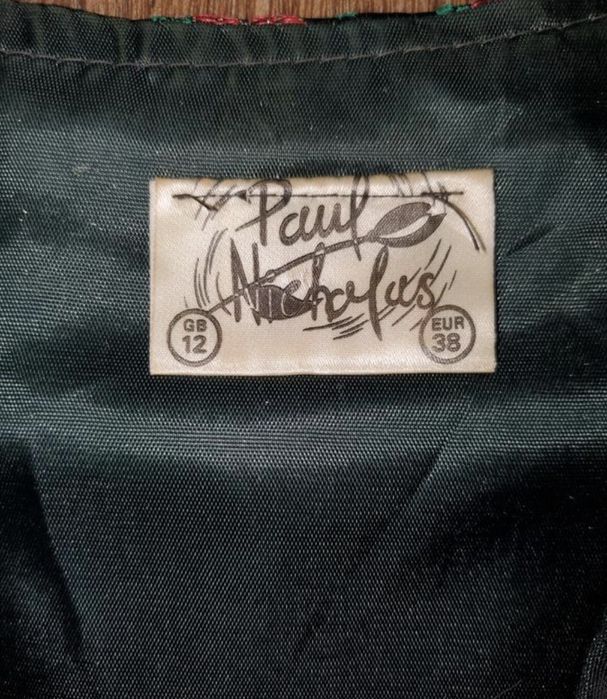 Paul
Nicholas
GB
12
EUR
38